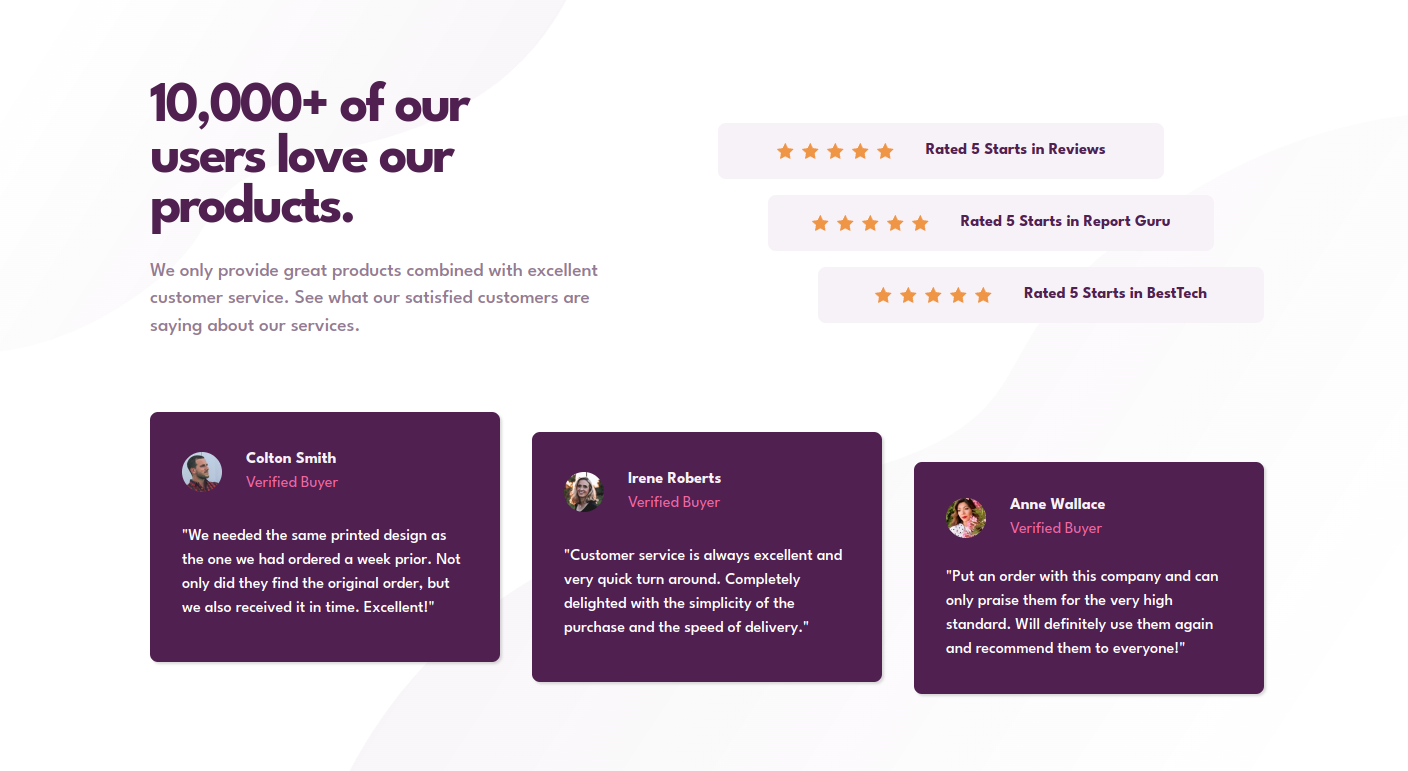 10,000+ of our
users love our
products.
We only provide great products combined with excellent
customer service. See what our satisfied customers are
saying about our services.
Rated 5 Starts in Reviews
Rated 5 Starts in Report Guru
Rated 5 Starts in BestTech
Colton Smith
Verified Buyer
"We needed the same printed design as
the one we had ordered a week prior. Not
only did they find the original order, but
we also received it in time. Excellent!"
Irene Roberts
Verified Buyer
"Customer service is always excellent and
very quick turn around. Completely
delighted with the simplicity of the
purchase and the speed of delivery."
Anne Wallace
Verified Buyer
"Put an order with this company and can
only praise them for the very high
standard. Will definitely use them again
and recommend them to everyone!"